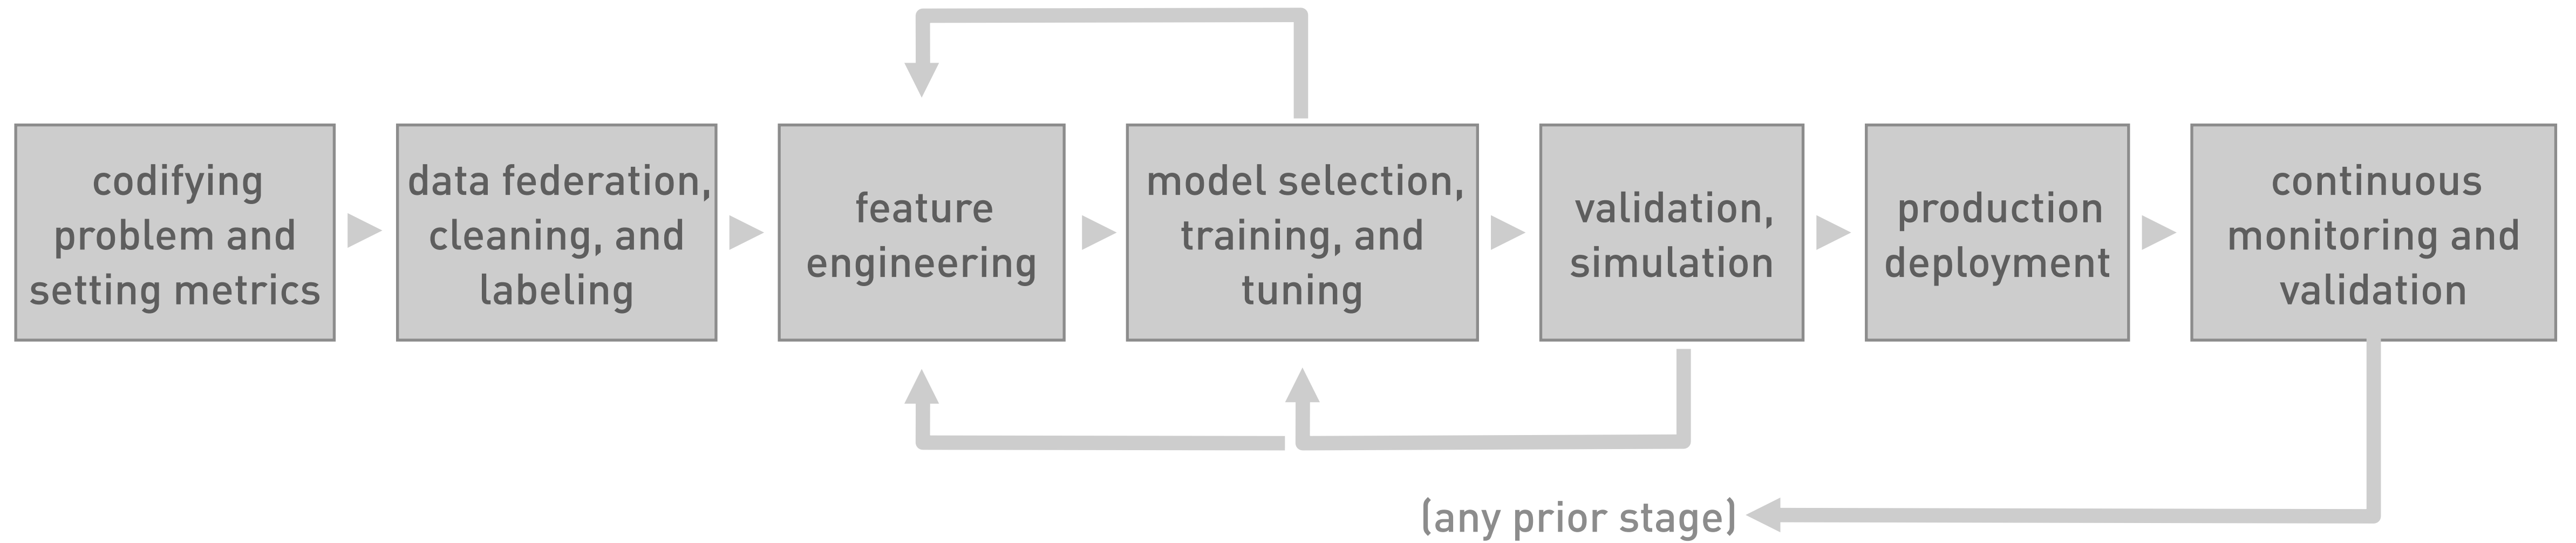 codifying
problem and
setting metrics
data federation,
cleaning, and
labeling
feature
engineering
model selection,
training, and
tuning
validation,
simulation
production
deployment
continuous
monitoring and
validation
(any prior stage)